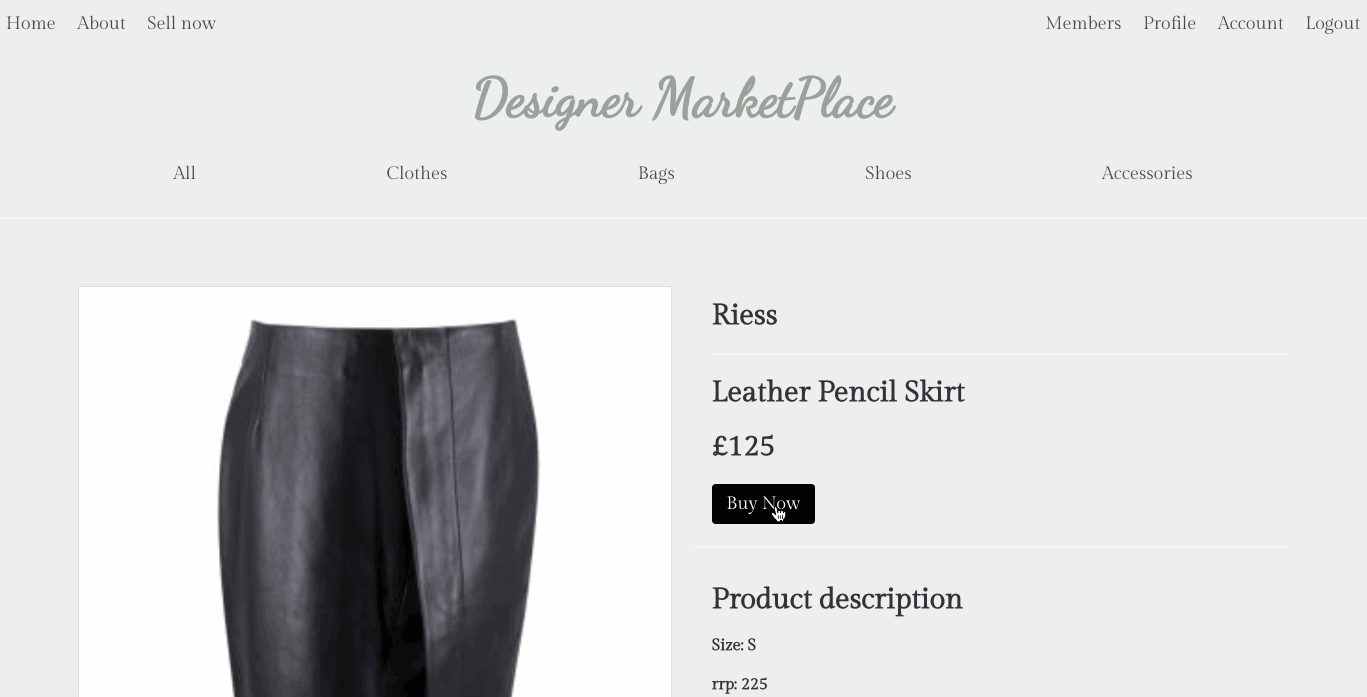 Home About Sell now Members Profile Account Logout
Designer MarketPlace
All Clothes Bags Shoes Accessories
Riess
Leather Pencil Skirt
£125
Buy Now
Product description
Size: S
rrp: 225